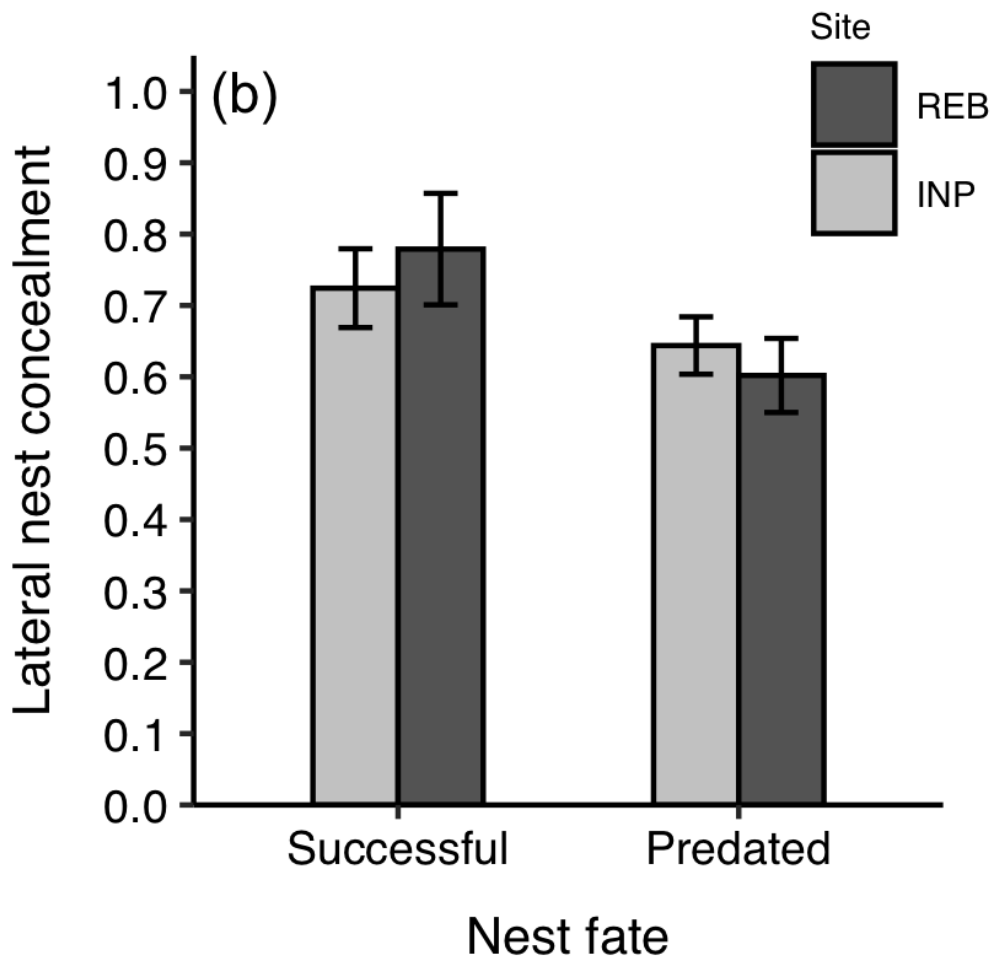 Site
REB
INP
(b)
Lateral nest concealment
1.0
0.9
0.8
0.7
0.6
0.5
0.4
0.3
0.2
0.1
0.0
Successful
Predated
Nest fate